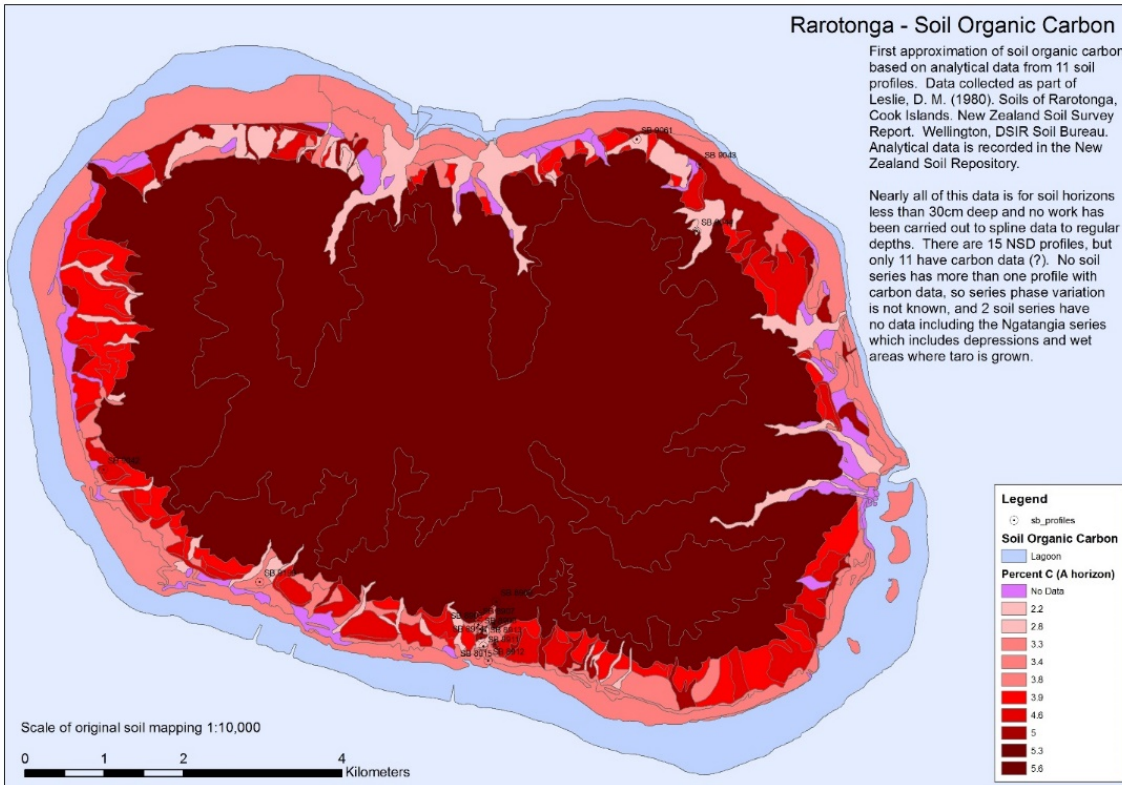 Rarotonga - Soil Organic Carbon
First approximation of soil organic carbon
based on analytical data from 11 soil
profiles. Data collected as part of
Leslie, D. M. (1980). Soils of Rarotonga,
Cook Islands. New Zealand Soil Survey
Report. Wellington, DSIR Soil Bureau.
Analytical data is recorded in the New
Zealand Soil Repository.
Nearly all of this data is for soil horizons
less than 30cm deep and no work has
been carried out to spline data to regular
depths. There are 15 NSD profiles, but
only 11 have carbon data (?). No soil
series has more than one profile with
carbon data, so series phase variation
is not known, and 2 soil series have
no data including the Ngatangia series
which includes depressions and wet
areas where taro is grown.
SB 9061
SB 9043
SB
SB
SB
SB 9015
SB 9012
Legend
sb_profiles
Soil Organic Carbon
Lagoon
Percent C (A horizon)
No Data
2.2
2.8
3.3
3.4
3.8
3.9
4.6
5
5.3
5.6
Scale of original soil mapping 1:10,000
0 1 2 4
Kilometers